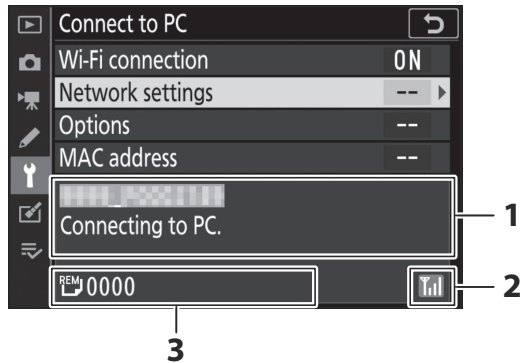 Connect to PC
Wi-Fi connection ON
Network settings --
Options --
MAC address --
Connecting to PC.
1
REM 0000
2
3